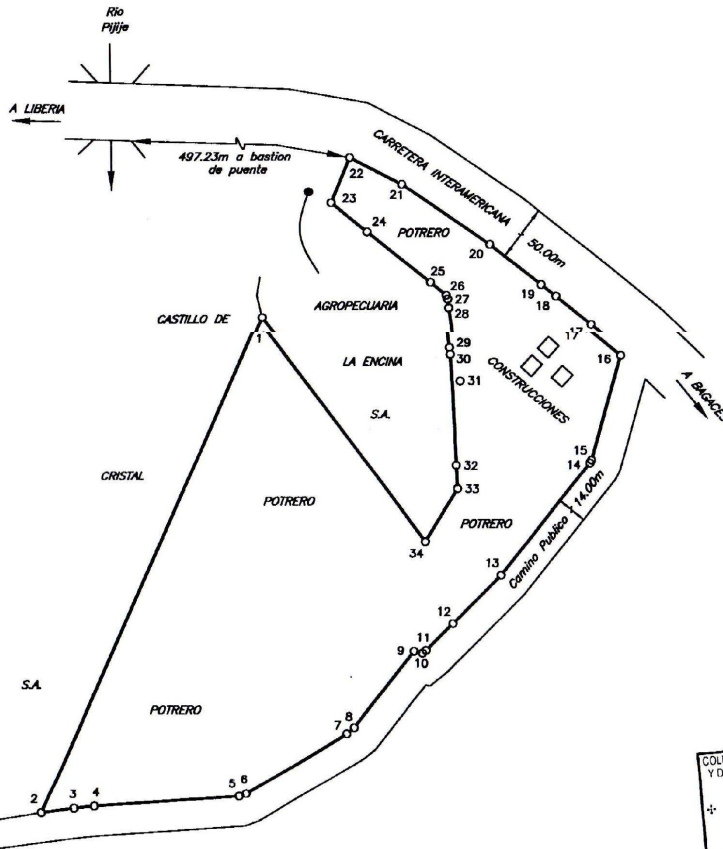 Rio
Pijije
A LIBERIA
497.23m a bastion
de puente
CARRETERA INTERAMERICANA
50.00m
22
21
23
24
POTRERO
20
25
26
27
28
19
18
17
16
AGROPECUARIA
CASTILLO DE
1
29
30
LA ENCINA
31
CONSTRUCCIONES
A BAGACES
S.A.
15
14
32
33
CRISTAL
POTRERO
POTRERO
14.00m
Camino Publico
34
13
12
11
10
9
S.A.
POTRERO
8
7
6
5
4
3
2
Y D